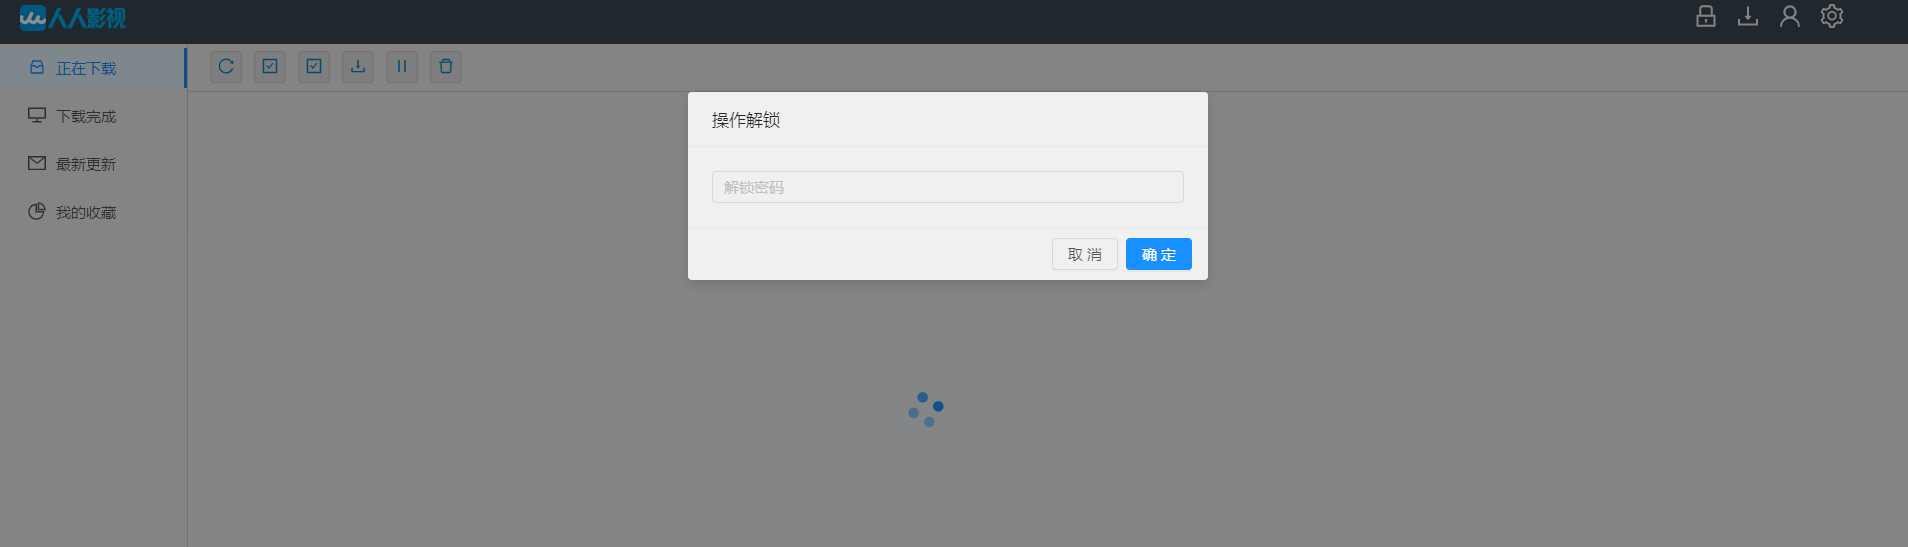 人人影视
正在下载
下载完成
最新更新
我的收藏
操作解锁
解锁密码
取 消
确 定